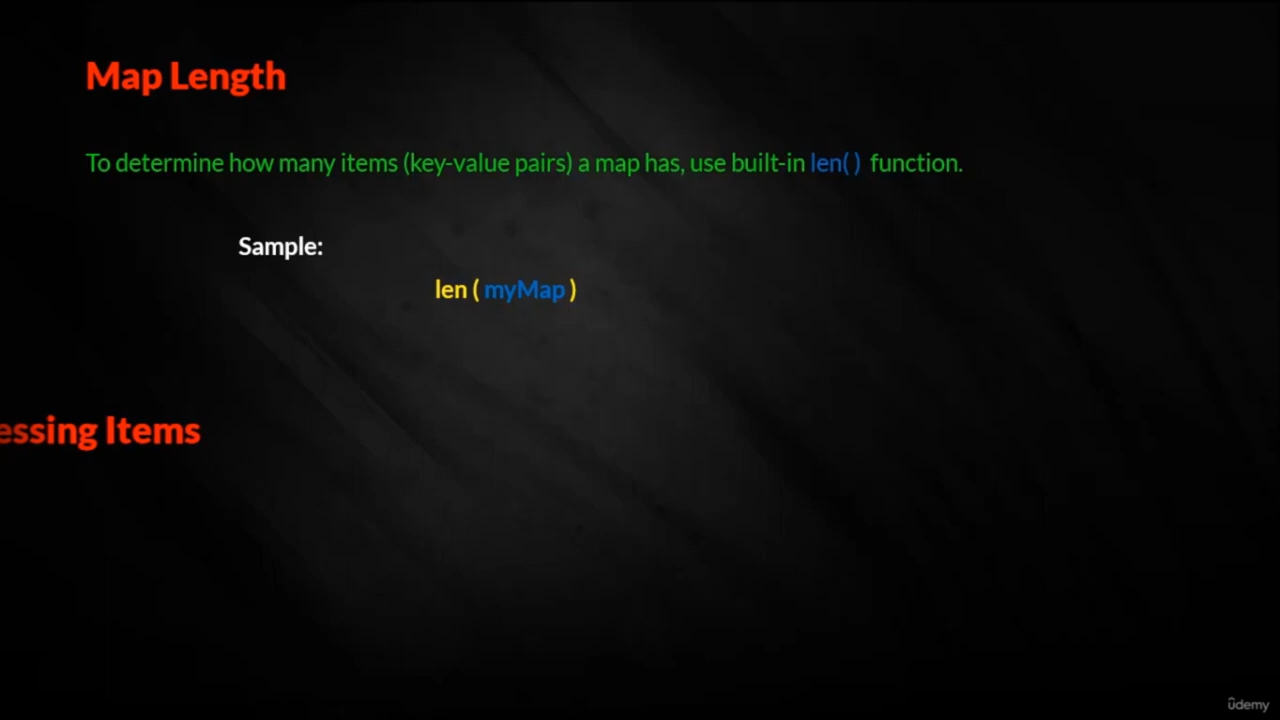 Map Length
To determine how many items (key-value pairs) a map has, use built-in len( ) function.
Sample:
len ( myMap )
essing Items
ûdemy